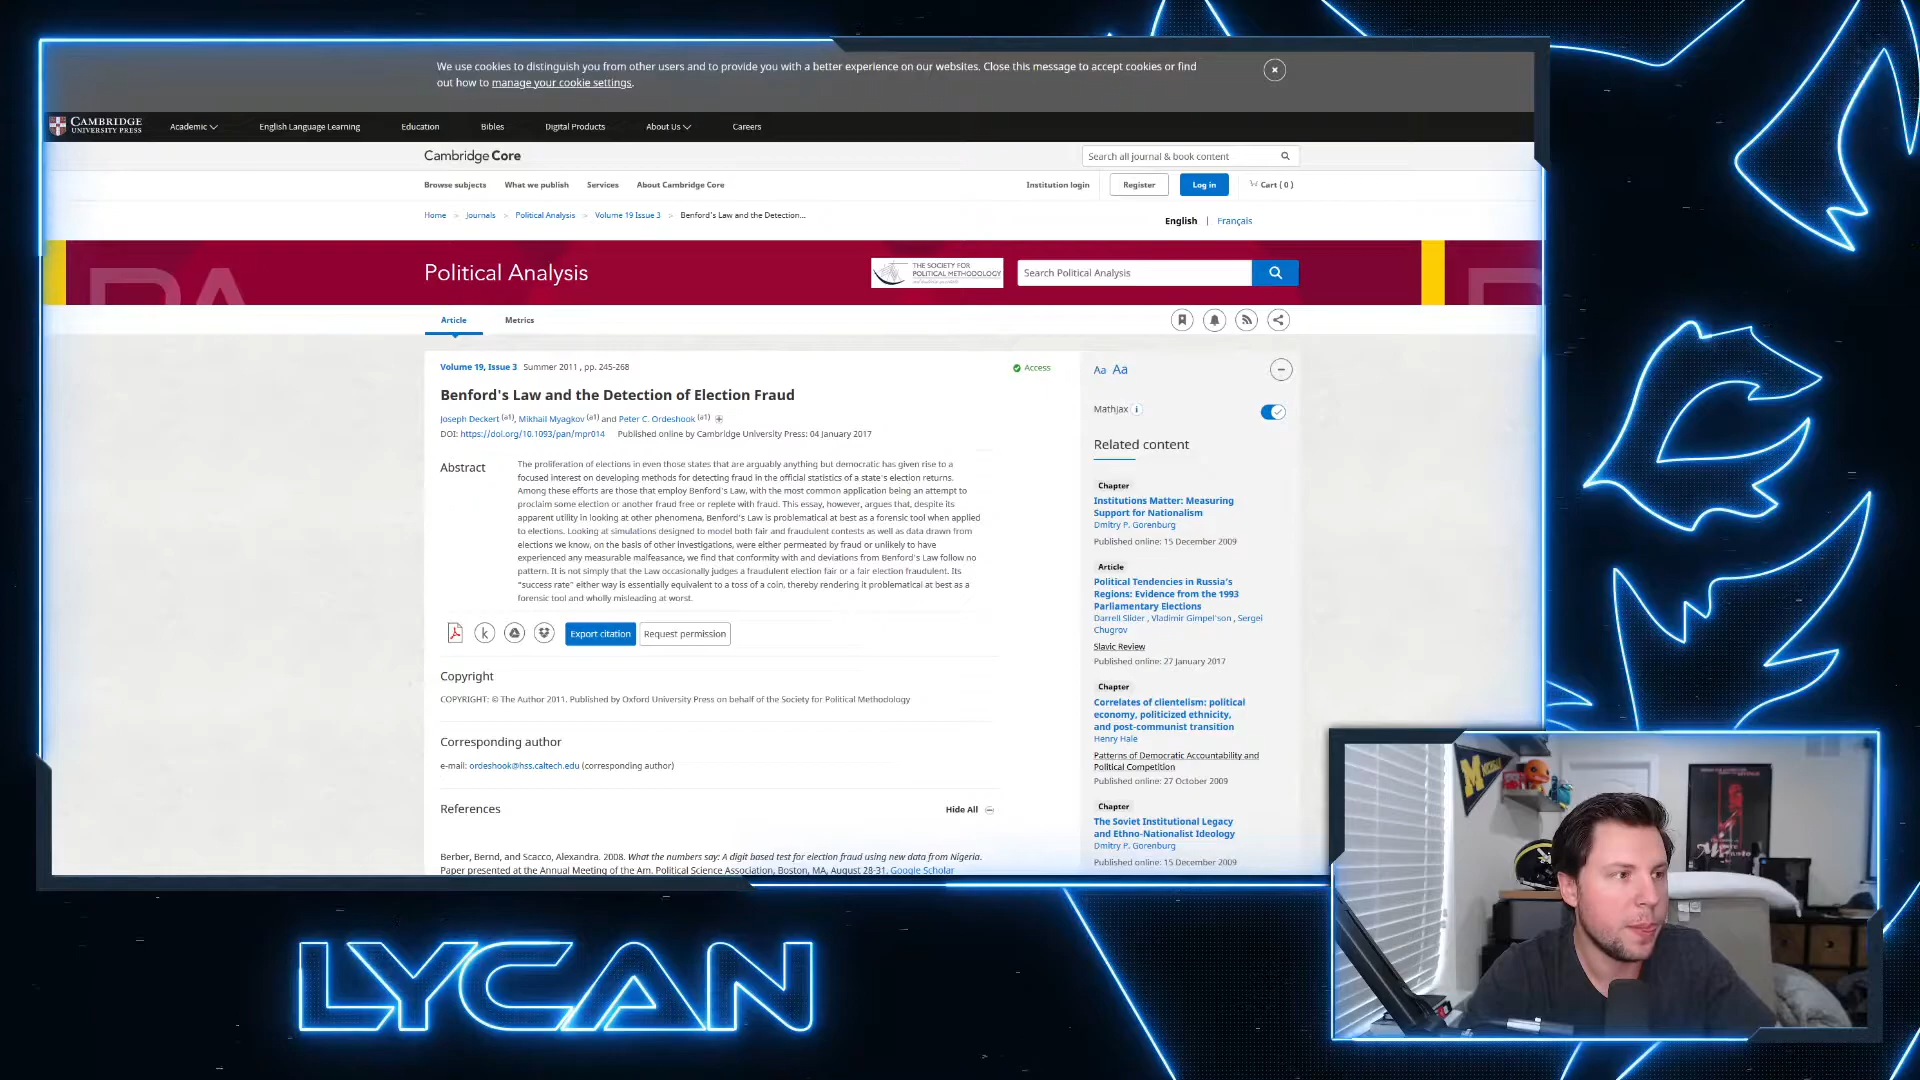 We use cookies to distinguish you from other users and to provide you with a better experience on our websites. Close this message to accept cookies or find
out how to manage your cookie settings.
CAMBRIDGE
UNIVERSITY PRESS
Academic
English Language Learning
Education
Bibles
Digital Products
About Us
Careers
Cambridge Core
Search all journal & book content
Browse subjects
What we publish
Services
About Cambridge Core
Institution login
Register
Log in
Cart ( 0 )
Home > Journals > Political Analysis > Volume 19 Issue 3 > Benford's Law and the Detection...
English | Français
PA
Political Analysis
THE SOCIETY FOR
POLITICAL METHODOLOGY
Search Political Analysis
Article
Metrics
Volume 19, Issue 3 Summer 2011 , pp. 245-268
Access
Benford's Law and the Detection of Election Fraud
Joseph Deckert (a1), Mikhail Myagkov (a1) and Peter C. Ordeshook (a1)
DOI: https://doi.org/10.1093/pan/mpr014 Published online by Cambridge University Press: 04 January 2017
Abstract
The proliferation of elections in even those states that are arguably anything but democratic has given rise to a
focused interest on developing methods for detecting fraud in the official statistics of a state's election returns.
Among these efforts are those that employ Benford's Law, with the most common application being an attempt to
proclaim some election or another fraud free or replete with fraud. This essay, however, argues that, despite its
apparent utility in looking at other phenomena, Benford's Law is problematical at best as a forensic tool when applied
to elections. Looking at simulations designed to model both fair and fraudulent contests as well as data drawn from
elections we know, on the basis of other investigations, were either permeated by fraud or unlikely to have
experienced any measurable malfeasance, we find that conformity with and deviations from Benford's Law follow no
pattern. It is not simply that the Law occasionally judges a fraudulent election fair or a fair election fraudulent. Its
"success rate" either way is essentially equivalent to a toss of a coin, thereby rendering it problematical at best as a
forensic tool and wholly misleading at worst.
k
Export citation
Request permission
Copyright
COPYRIGHT: © The Author 2011. Published by Oxford University Press on behalf of the Society for Political Methodology
Corresponding author
e-mail: ordeshook@hss.caltech.edu (corresponding author)
References
Hide All
Berber, Bernd, and Scacco, Alexandra. 2008. What the numbers say: A digit based test for election fraud using new data from Nigeria.
Paper presented at the Annual Meeting of the Am. Political Science Association, Boston, MA, August 28-31. Google Scholar
Aa Aa
Mathjax i
Related content
Chapter
Institutions Matter: Measuring
Support for Nationalism
Dmitry P. Gorenburg
Published online: 15 December 2009
Article
Political Tendencies in Russia's
Regions: Evidence from the 1993
Parliamentary Elections
Darrell Slider , Vladimir Gimpel'son , Sergei
Chugrov
Slavic Review
Published online: 27 January 2017
Chapter
Correlates of clientelism: political
economy, politicized ethnicity,
and post-communist transition
Henry Hale
Patterns of Democratic Accountability and
Political Competition
Published online: 27 October 2009
Chapter
The Soviet Institutional Legacy
and Ethno-Nationalist Ideology
Dmitry P. Gorenburg
Published online: 15 December 2009
M MICHIGAN
LYCAN